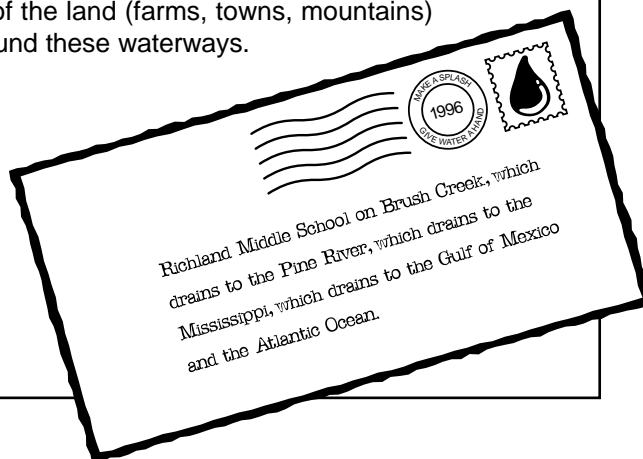 of the land (farms, towns, mountains)
und these waterways.
MAKE A SPLASH
1996
GIVE WATER A HAND
Richland Middle School on Brush Creek, which
drains to the Pine River, which drains to the
Mississippi, which drains to the Gulf of Mexico
and the Atlantic Ocean.